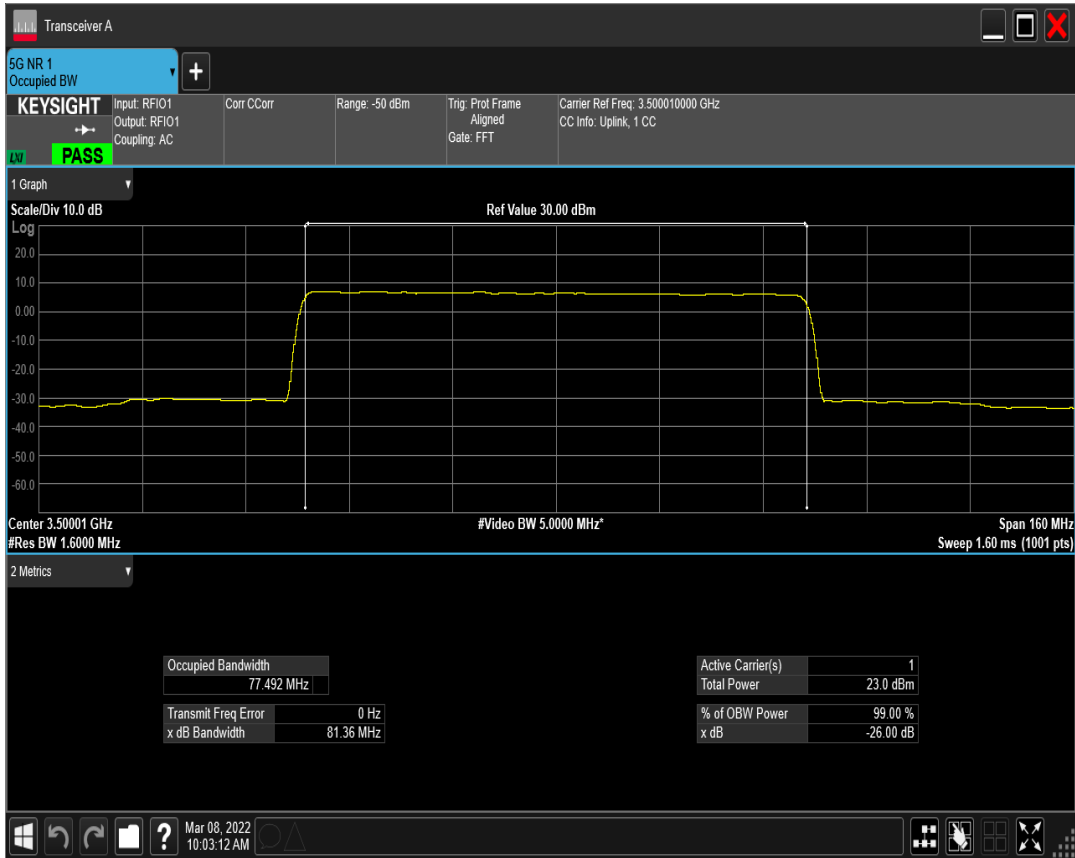 Transceiver A
5G NR 1
Occupied BW
+
KEYSIGHT
LXI
PASS
Input: RFIO1
Output: RFIO1
Coupling: AC
Corr CCorr
Range: -50 dBm
Trig: Prot Frame
Aligned
Gate: FFT
Carrier Ref Freq: 3.500010000 GHz
CC Info: Uplink, 1 CC
1 Graph
Scale/Div 10.0 dB
Ref Value 30.00 dBm
Log
20.0
10.0
0.00
-10.0
-20.0
-30.0
-40.0
-50.0
-60.0
Center 3.50001 GHz
#Video BW 5.0000 MHz*
Span 160 MHz
#Res BW 1.6000 MHz
Sweep 1.60 ms (1001 pts)
2 Metrics
Occupied Bandwidth
77.492 MHz
Transmit Freq Error 0 Hz
x dB Bandwidth 81.36 MHz
Active Carrier(s) 1
Total Power 23.0 dBm
% of OBW Power 99.00 %
x dB -26.00 dB
?
Mar 08, 2022
10:03:12 AM